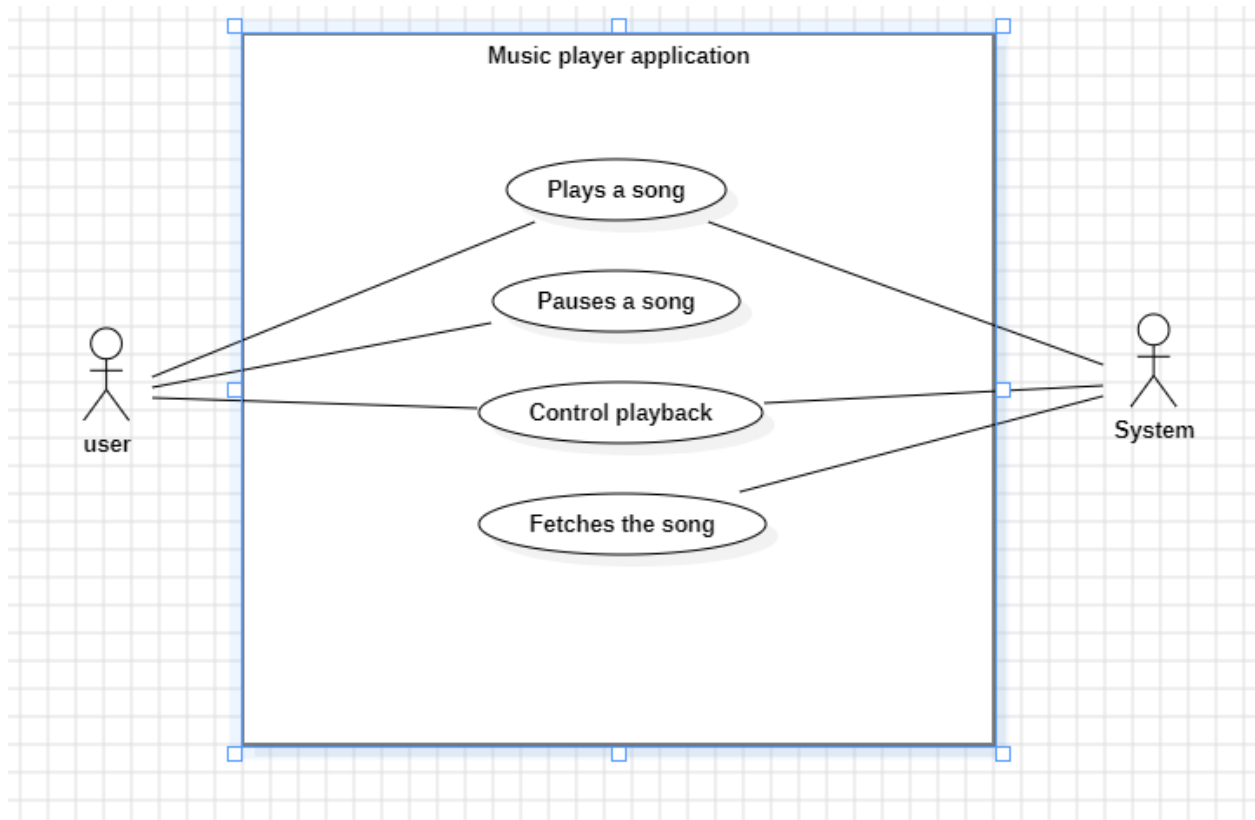 Music player application
Plays a song
Pauses a song
Control playback
Fetches the song
user
System